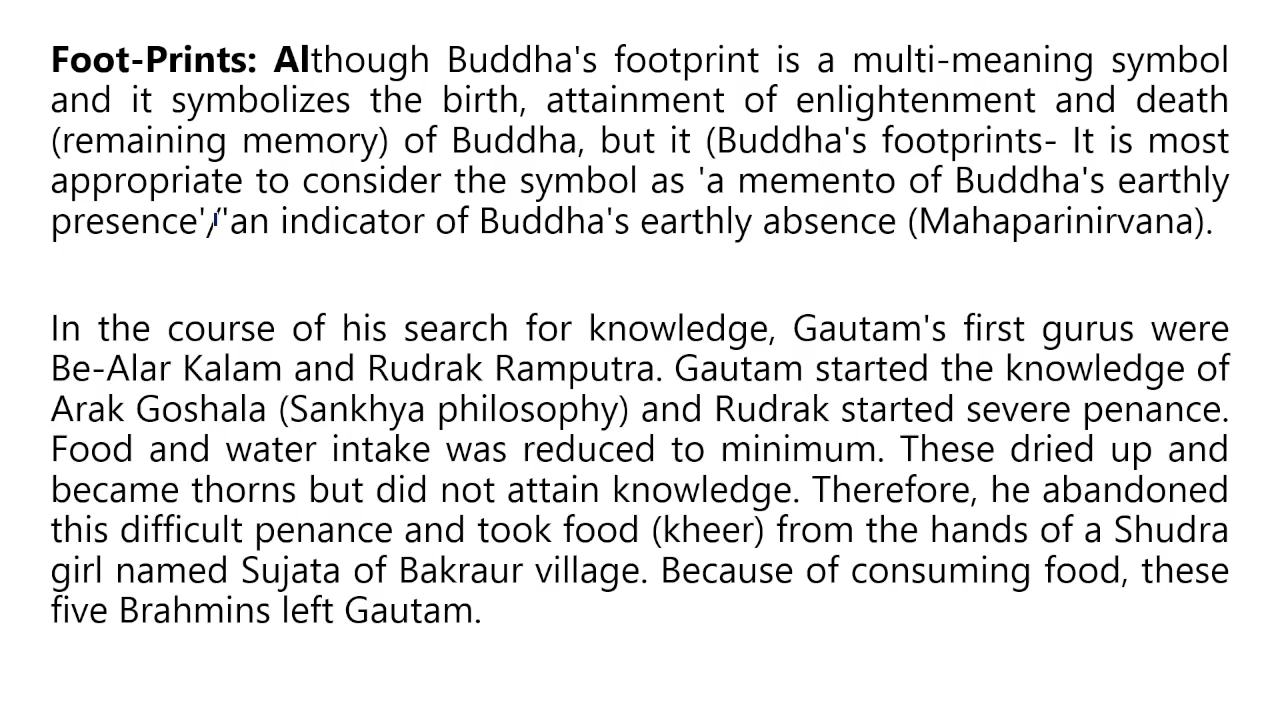 Foot-Prints: Although Buddha's footprint is a multi-meaning symbol
and it symbolizes the birth, attainment of enlightenment and death
(remaining memory) of Buddha, but it (Buddha's footprints- It is most
appropriate to consider the symbol as 'a memento of Buddha's earthly
presence'/"an indicator of Buddha's earthly absence (Mahaparinirvana).
In the course of his search for knowledge, Gautam's first gurus were
Be-Alar Kalam and Rudrak Ramputra. Gautam started the knowledge of
Arak Goshala (Sankhya philosophy) and Rudrak started severe penance.
Food and water intake was reduced to minimum. These dried up and
became thorns but did not attain knowledge. Therefore, he abandoned
this difficult penance and took food (kheer) from the hands of a Shudra
girl named Sujata of Bakraur village. Because of consuming food, these
five Brahmins left Gautam.